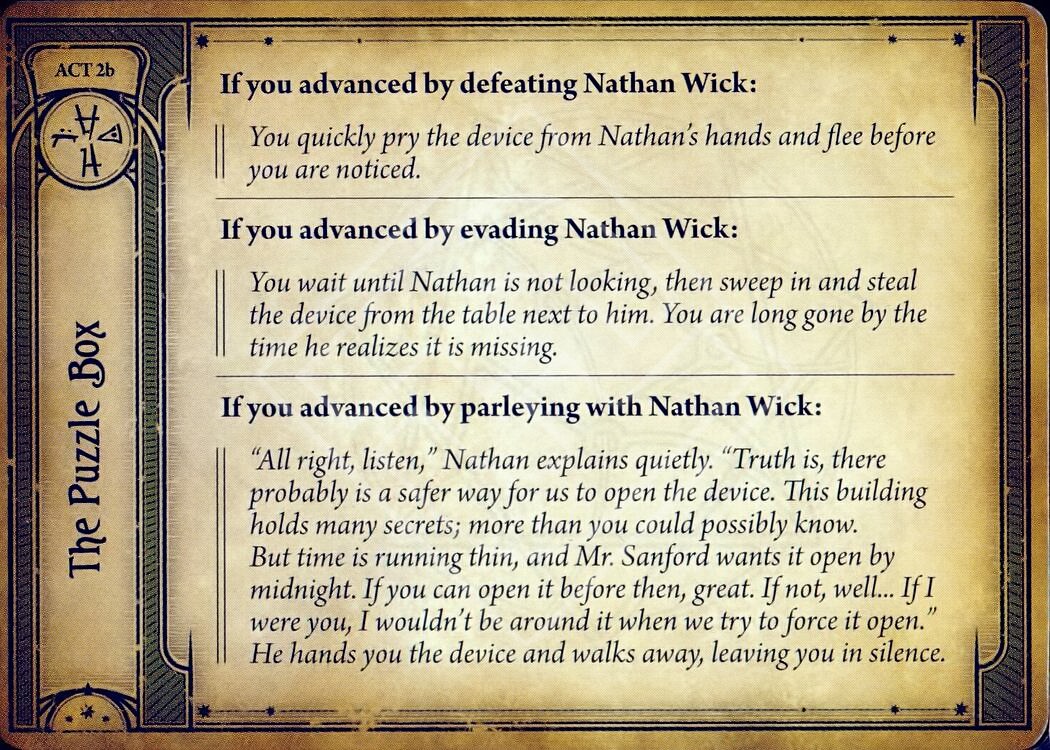 ACT 2b
The Puzzle Box
If you advanced by defeating Nathan Wick:
You quickly pry the device from Nathan's hands and flee before
you are noticed.
If you advanced by evading Nathan Wick:
You wait until Nathan is not looking, then sweep in and steal
the device from the table next to him. You are long gone by the
time he realizes it is missing.
If you advanced by parleying with Nathan Wick:
“All right, listen,” Nathan explains quietly. “Truth is, there
probably is a safer way for us to open the device. This building
holds many secrets; more than you could possibly know.
But time is running thin, and Mr. Sanford wants it open by
midnight. If you can open it before then, great. If not, well... If I
were you, I wouldn’t be around it when we try to force it open.”
He hands you the device and walks away, leaving you in silence.